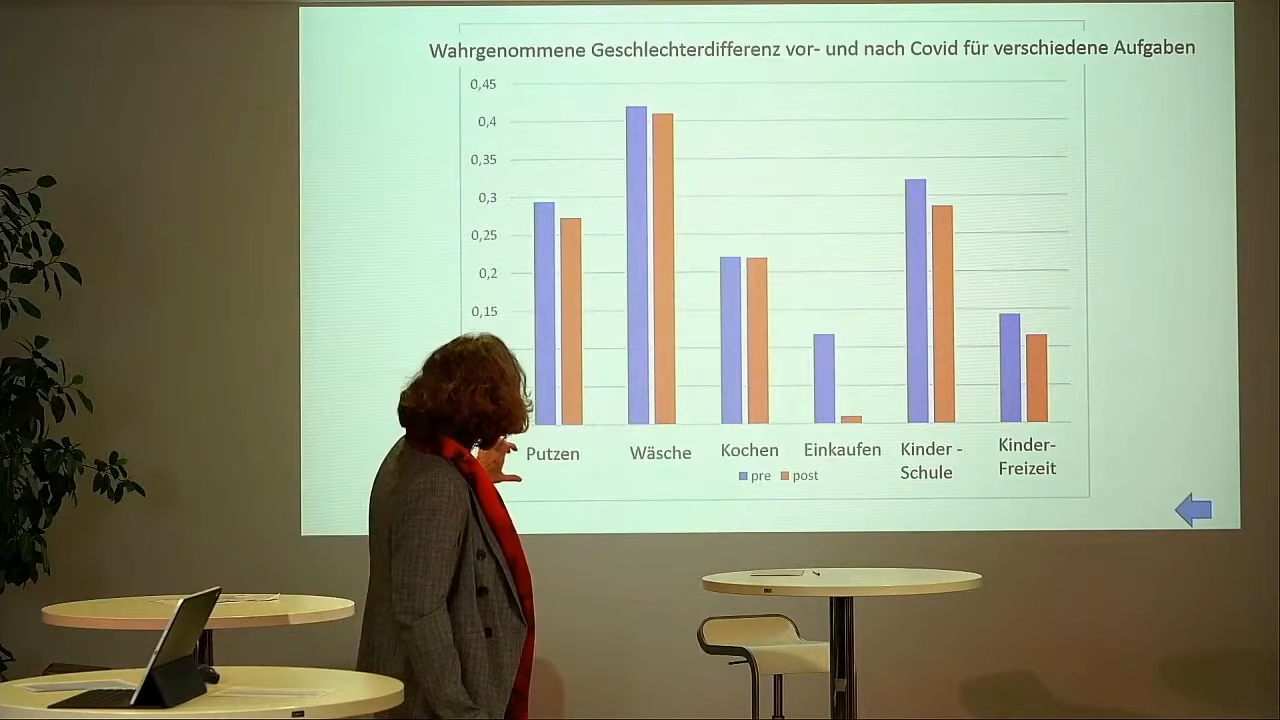 Wahrgenommene Geschlechterdifferenz vor- und nach Covid für verschiedene Aufgaben
0,45
0,4
0,35
0,3
0,25
0,2
0,15
Putzen Wäsche Kochen Einkaufen Kinder - Schule Kinder- Freizeit
pre post